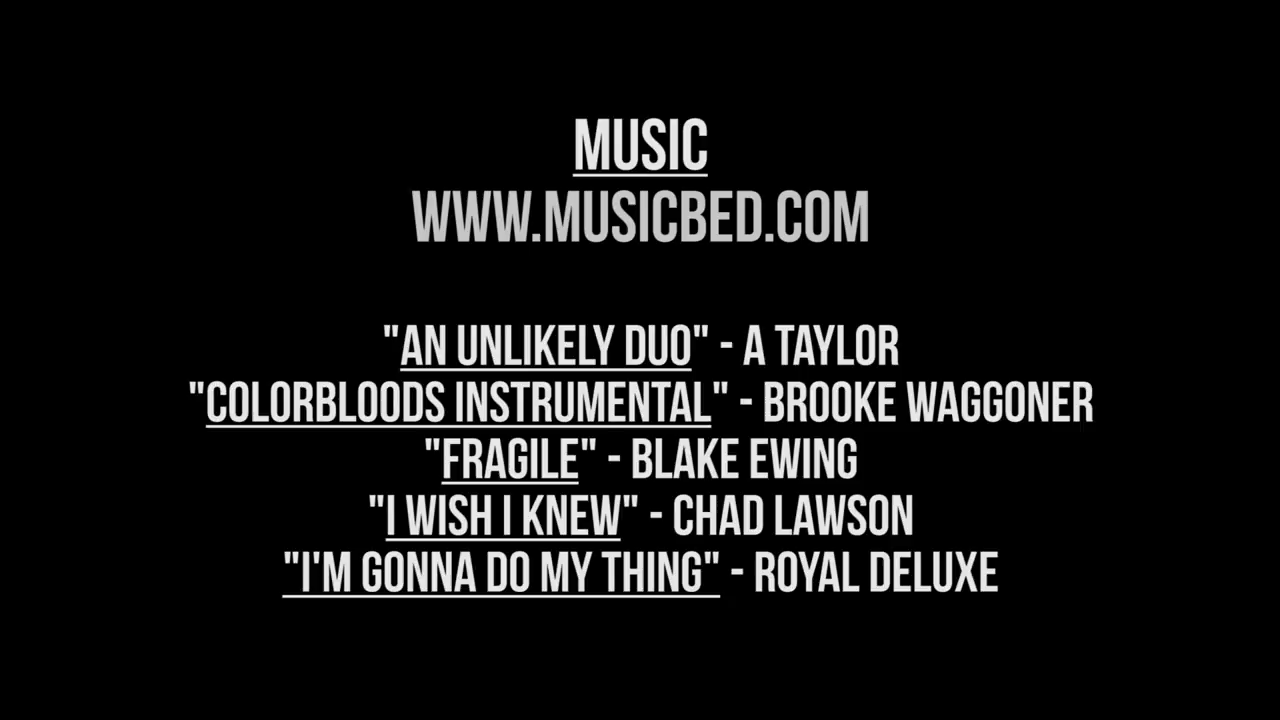 MUSIC
WWW.MUSICBED.COM
"AN UNLIKELY DUO" - A TAYLOR
"COLORBLOODS INSTRUMENTAL" - BROOKE WAGGONER
"FRAGILE" - BLAKE EWING
"I WISH I KNEW" - CHAD LAWSON
"I'M GONNA DO MY THING" - ROYAL DELUXE